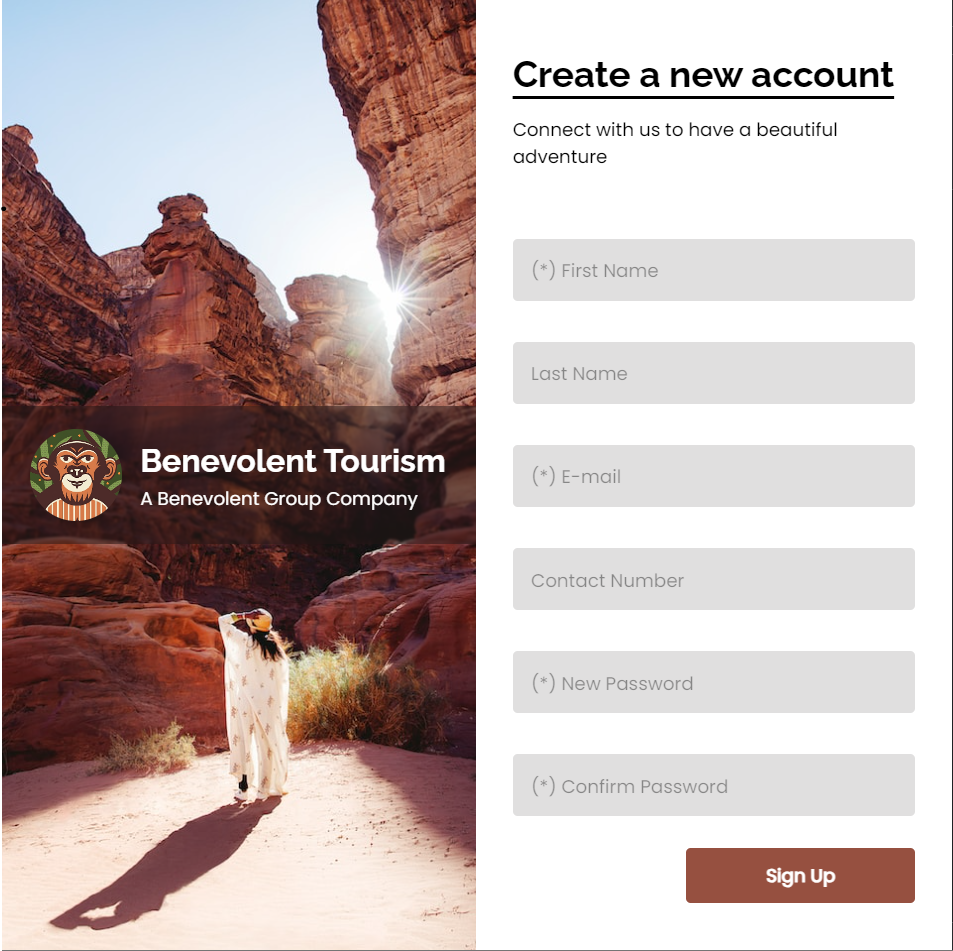 Create a new account
Connect with us to have a beautiful
adventure
(*) First Name
Last Name
(*) E-mail
Contact Number
(*) New Password
(*) Confirm Password
Sign Up
Benevolent Tourism
A Benevolent Group Company